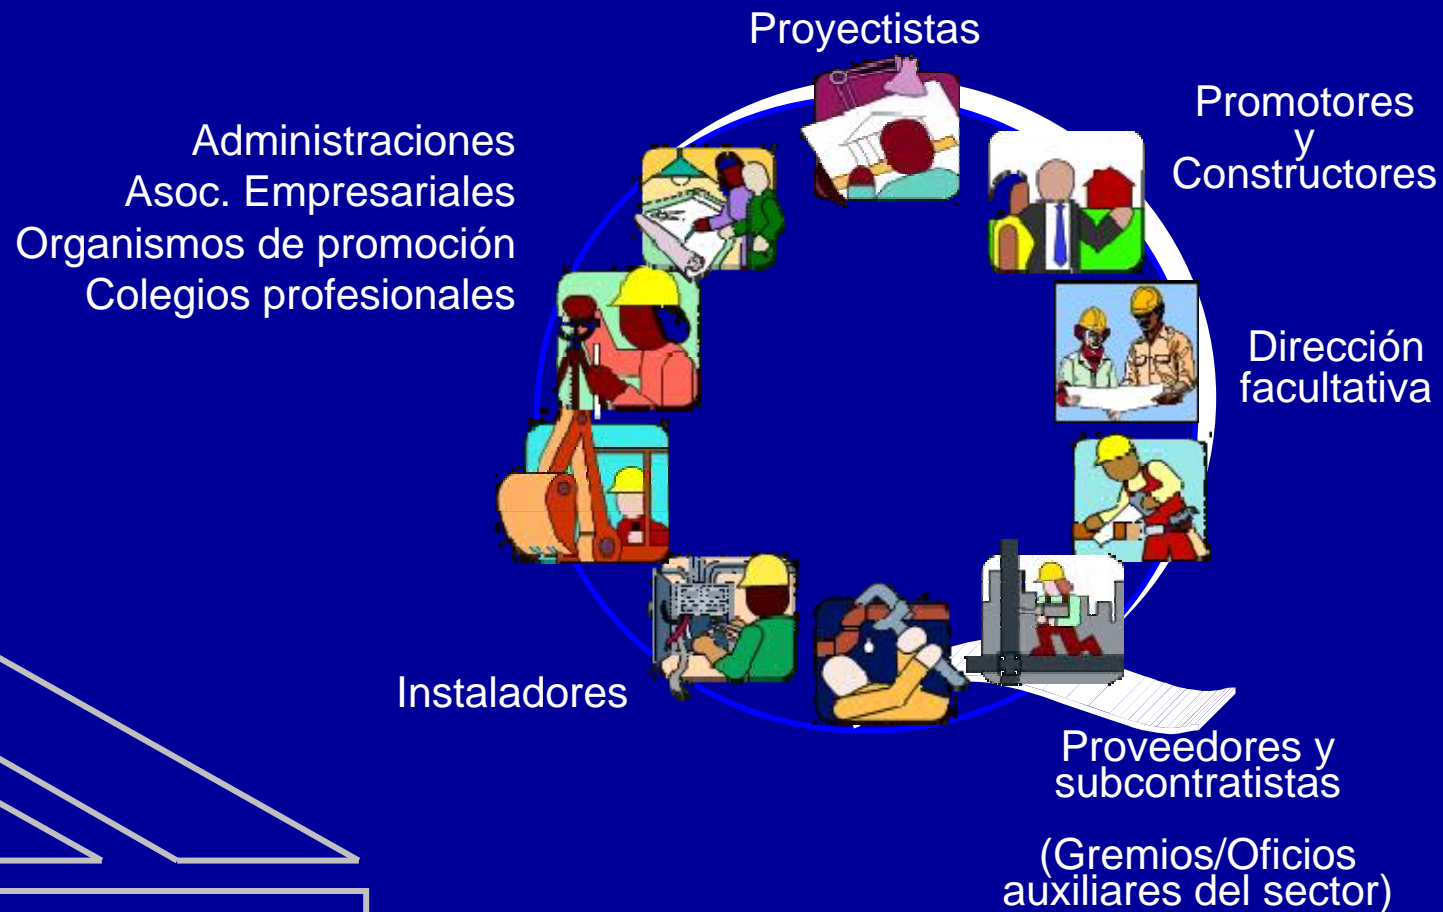 Proyectistas
Promotores
y
Constructores
Administraciones
Asoc. Empresariales
Organismos de promoción
Colegios profesionales
Dirección
facultativa
Instaladores
Proveedores y
subcontratistas
(Gremios/Oficios
auxiliares del sector)